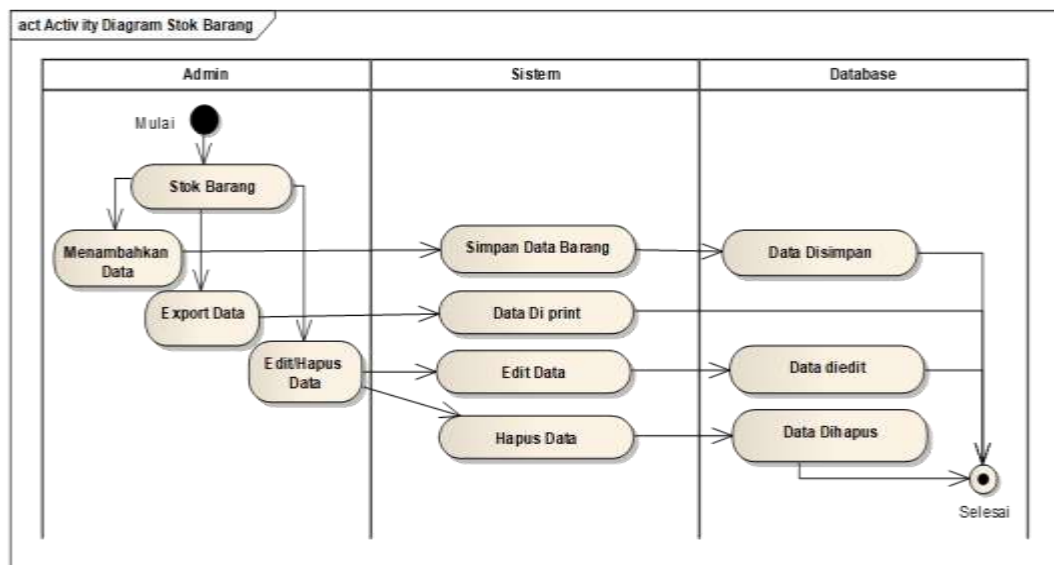 act Activity Diagram Stok Barang
Admin
Sistem
Database
Mulai
Stok Barang
Menambahkan
Data
Simpan Data Barang
Data Disimpan
Export Data
Data Di print
Edit/Hapus
Data
Edit Data
Data diedit
Hapus Data
Data Dihapus
Selesai